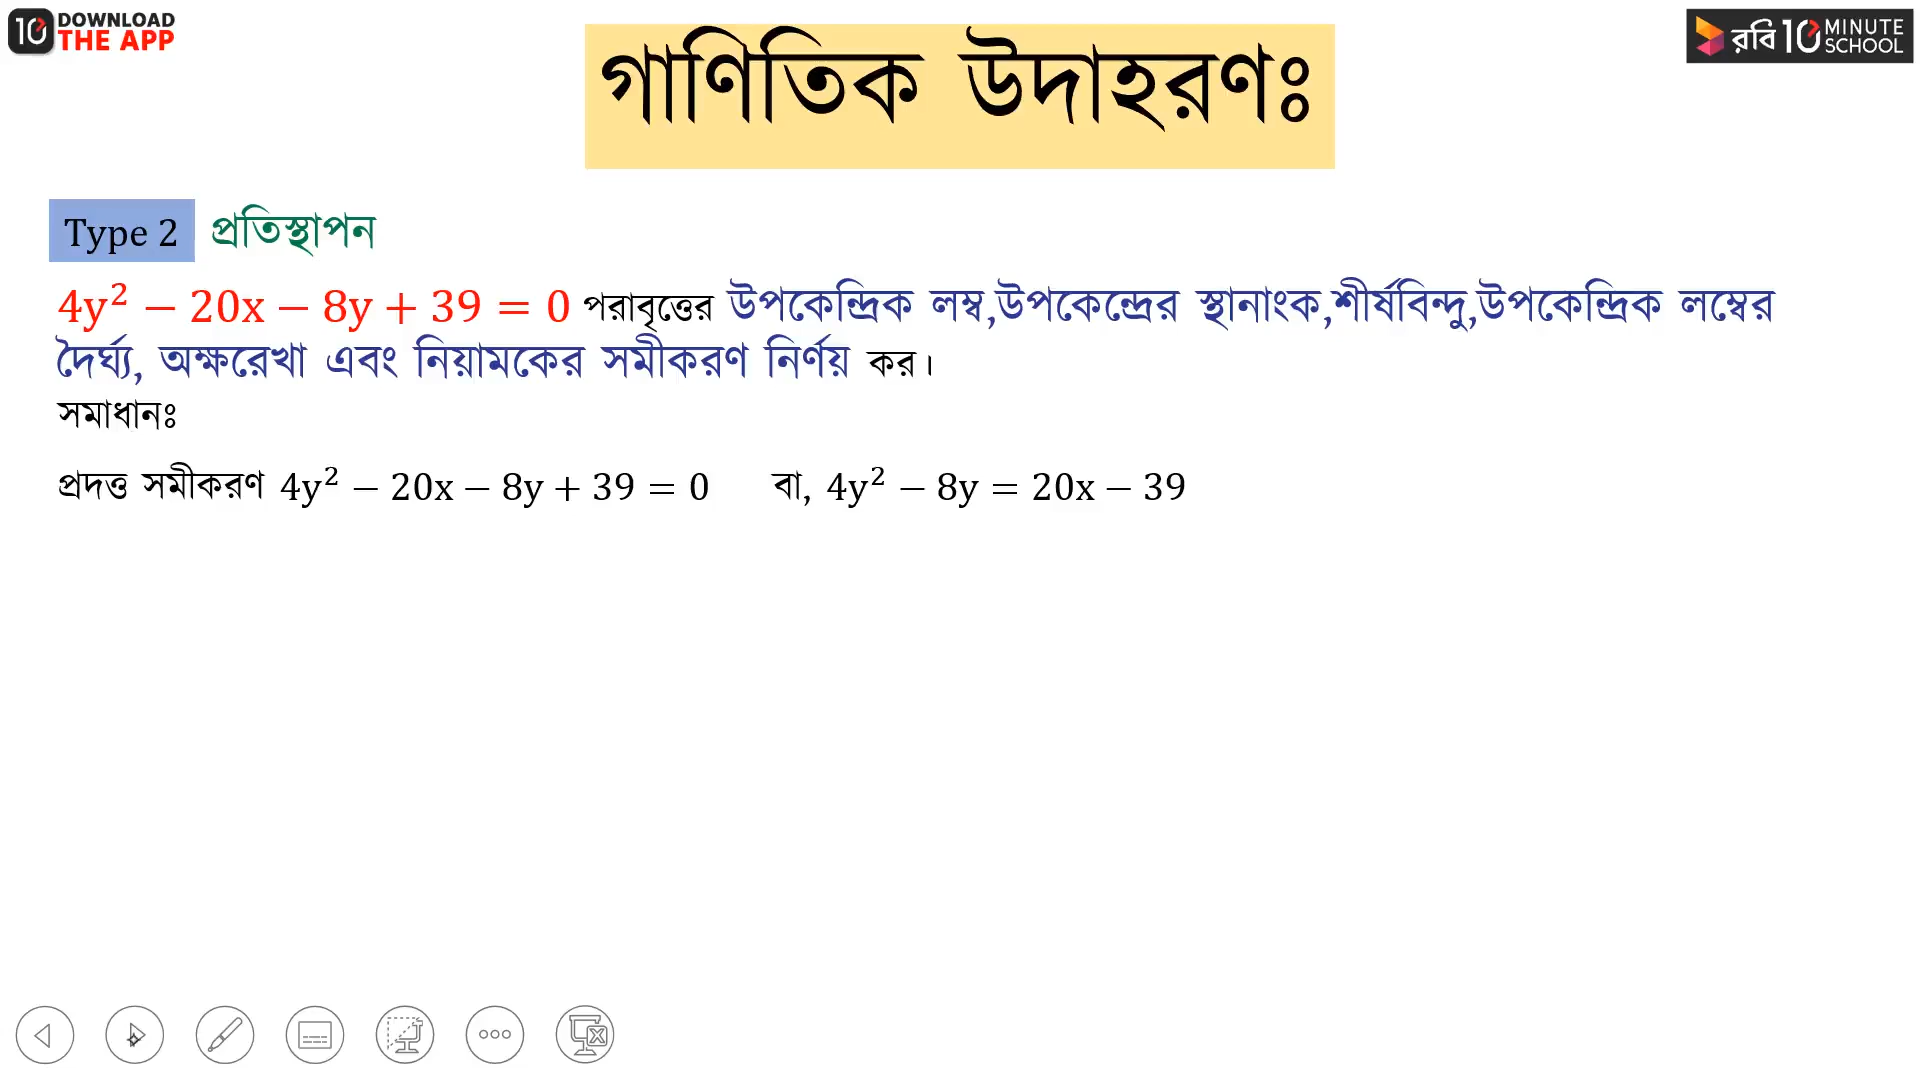 10 DOWNLOAD THE APP
রবি 10 MINUTE SCHOOL
গাণিতিক উদাহরণঃ
Type 2 প্রতিস্থাপন
4y² − 20x − 8y + 39 = 0 পরাবৃত্তের উপকেন্দ্রিক লম্ব,উপকেন্দ্রের স্থানাংক,শীর্ষবিন্দু,উপকেন্দ্রিক লম্বের
দৈর্ঘ্য, অক্ষরেখা এবং নিয়ামকের সমীকরণ নির্ণয় কর।
সমাধানঃ
প্রদত্ত সমীকরণ 4y² − 20x − 8y + 39 = 0 বা, 4y² − 8y = 20x − 39